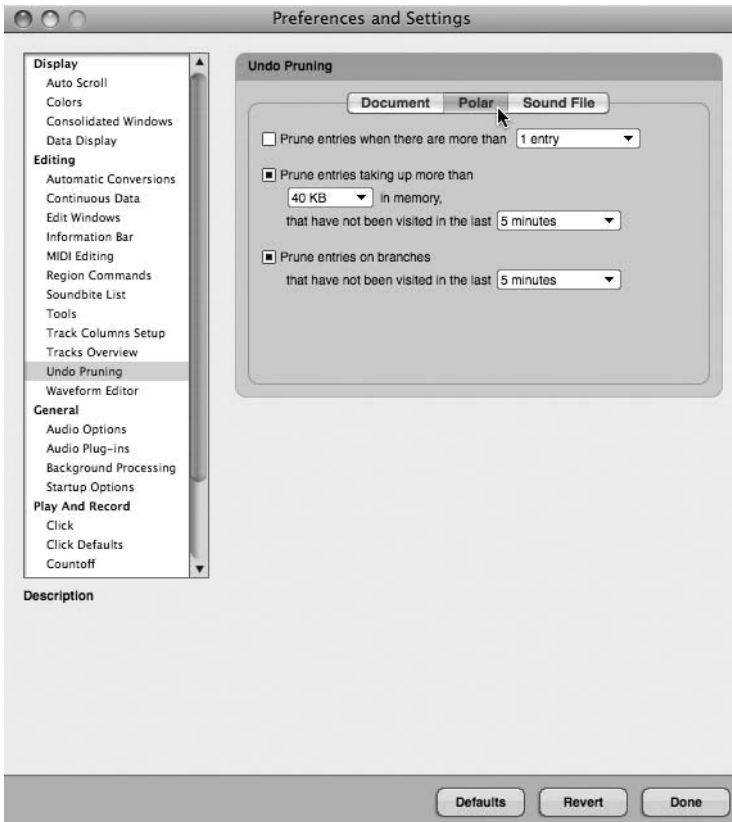 Preferences and Settings
Display
Auto Scroll
Colors
Consolidated Windows
Data Display
Editing
Automatic Conversions
Continuous Data
Edit Windows
Information Bar
MIDI Editing
Region Commands
Soundbite List
Tools
Track Columns Setup
Tracks Overview
Undo Pruning
Waveform Editor
General
Audio Options
Audio Plug-ins
Background Processing
Startup Options
Play And Record
Click
Click Defaults
Countoff
Description
Undo Pruning
Document Polar Sound File
Prune entries when there are more than 1 entry
Prune entries taking up more than
40 KB in memory,
that have not been visited in the last 5 minutes
Prune entries on branches
that have not been visited in the last 5 minutes
Defaults Revert Done